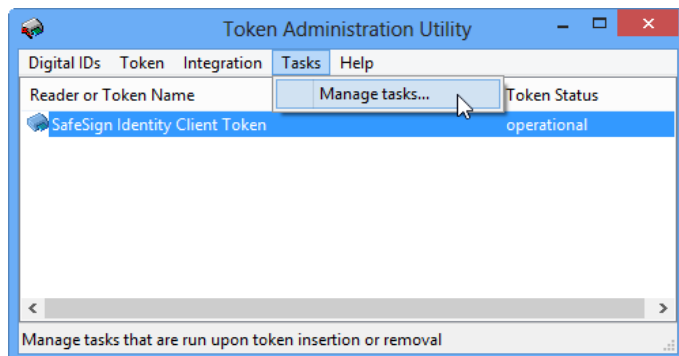 Token Administration Utility
Digital IDs Token Integration Tasks Help
Manage tasks...
Reader or Token Name Token Status
SafeSign Identity Client Token operational
Manage tasks that are run upon token insertion or removal